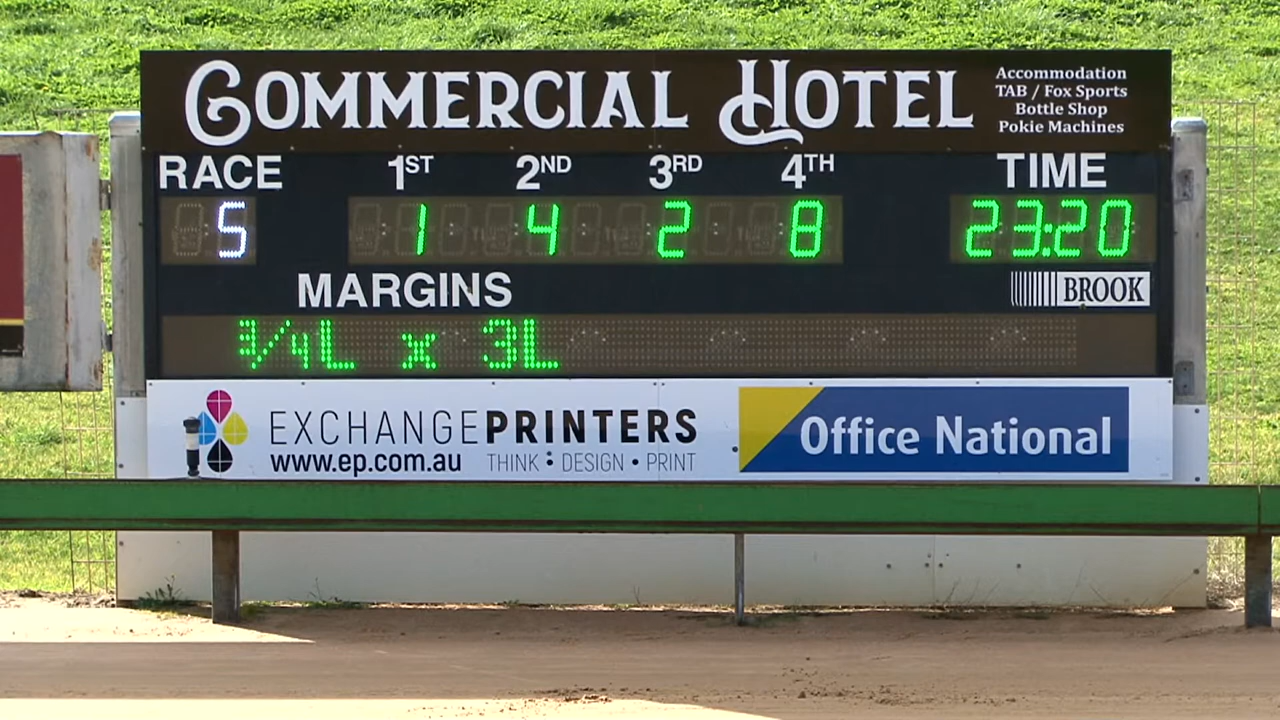 COMMERCIAL HOTEL
Accommodation
TAB / Fox Sports
Bottle Shop
Pokie Machines
RACE 1ST 2ND 3RD 4TH TIME
5 1 4 2 8 23:20
MARGINS
BROOK
3/4L x 3L
EXCHANGEPRINTERS
www.ep.com.au THINK • DESIGN • PRINT
Office National